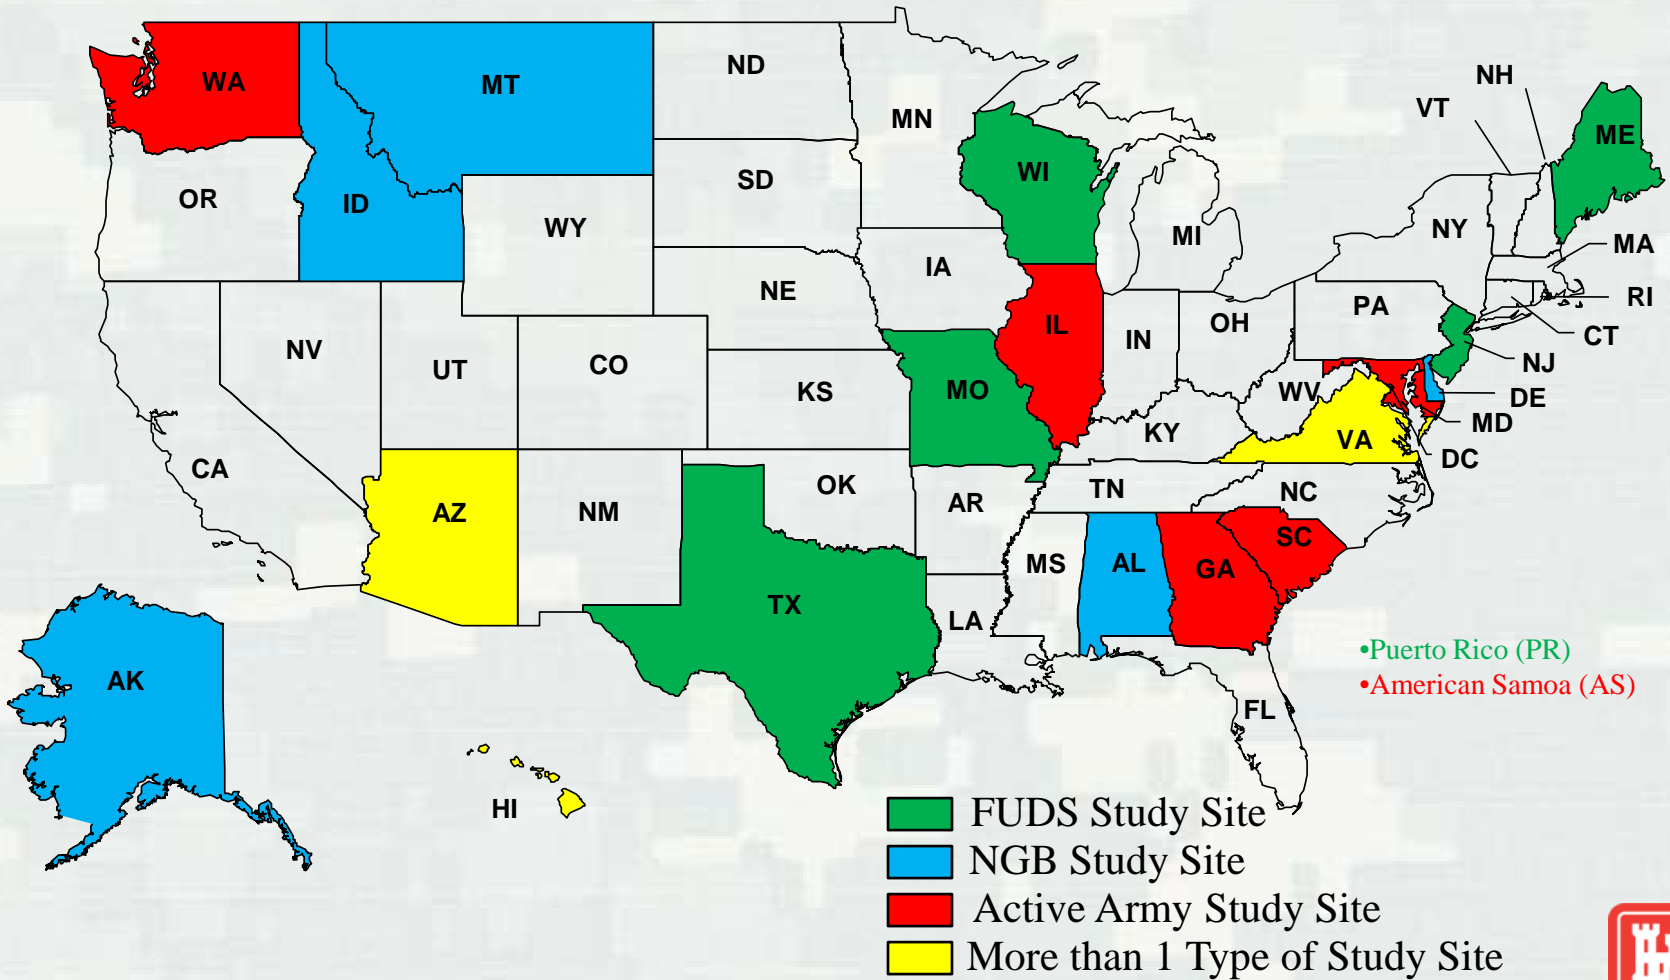 WA
MT
ND
MN
NH
VT
ME
OR
ID
SD
WI
WY
MI
NY
MA
IA
NE
PA
RI
NV
UT
CO
IL
IN
OH
CT
NJ
KS
MO
WV
DE
MD
KY
VA
DC
CA
OK
TN
NC
AZ
NM
AR
SC
MS
AL
GA
TX
LA
•Puerto Rico (PR)
•American Samoa (AS)
AK
FL
HI
FUDS Study Site
NGB Study Site
Active Army Study Site
More than 1 Type of Study Site